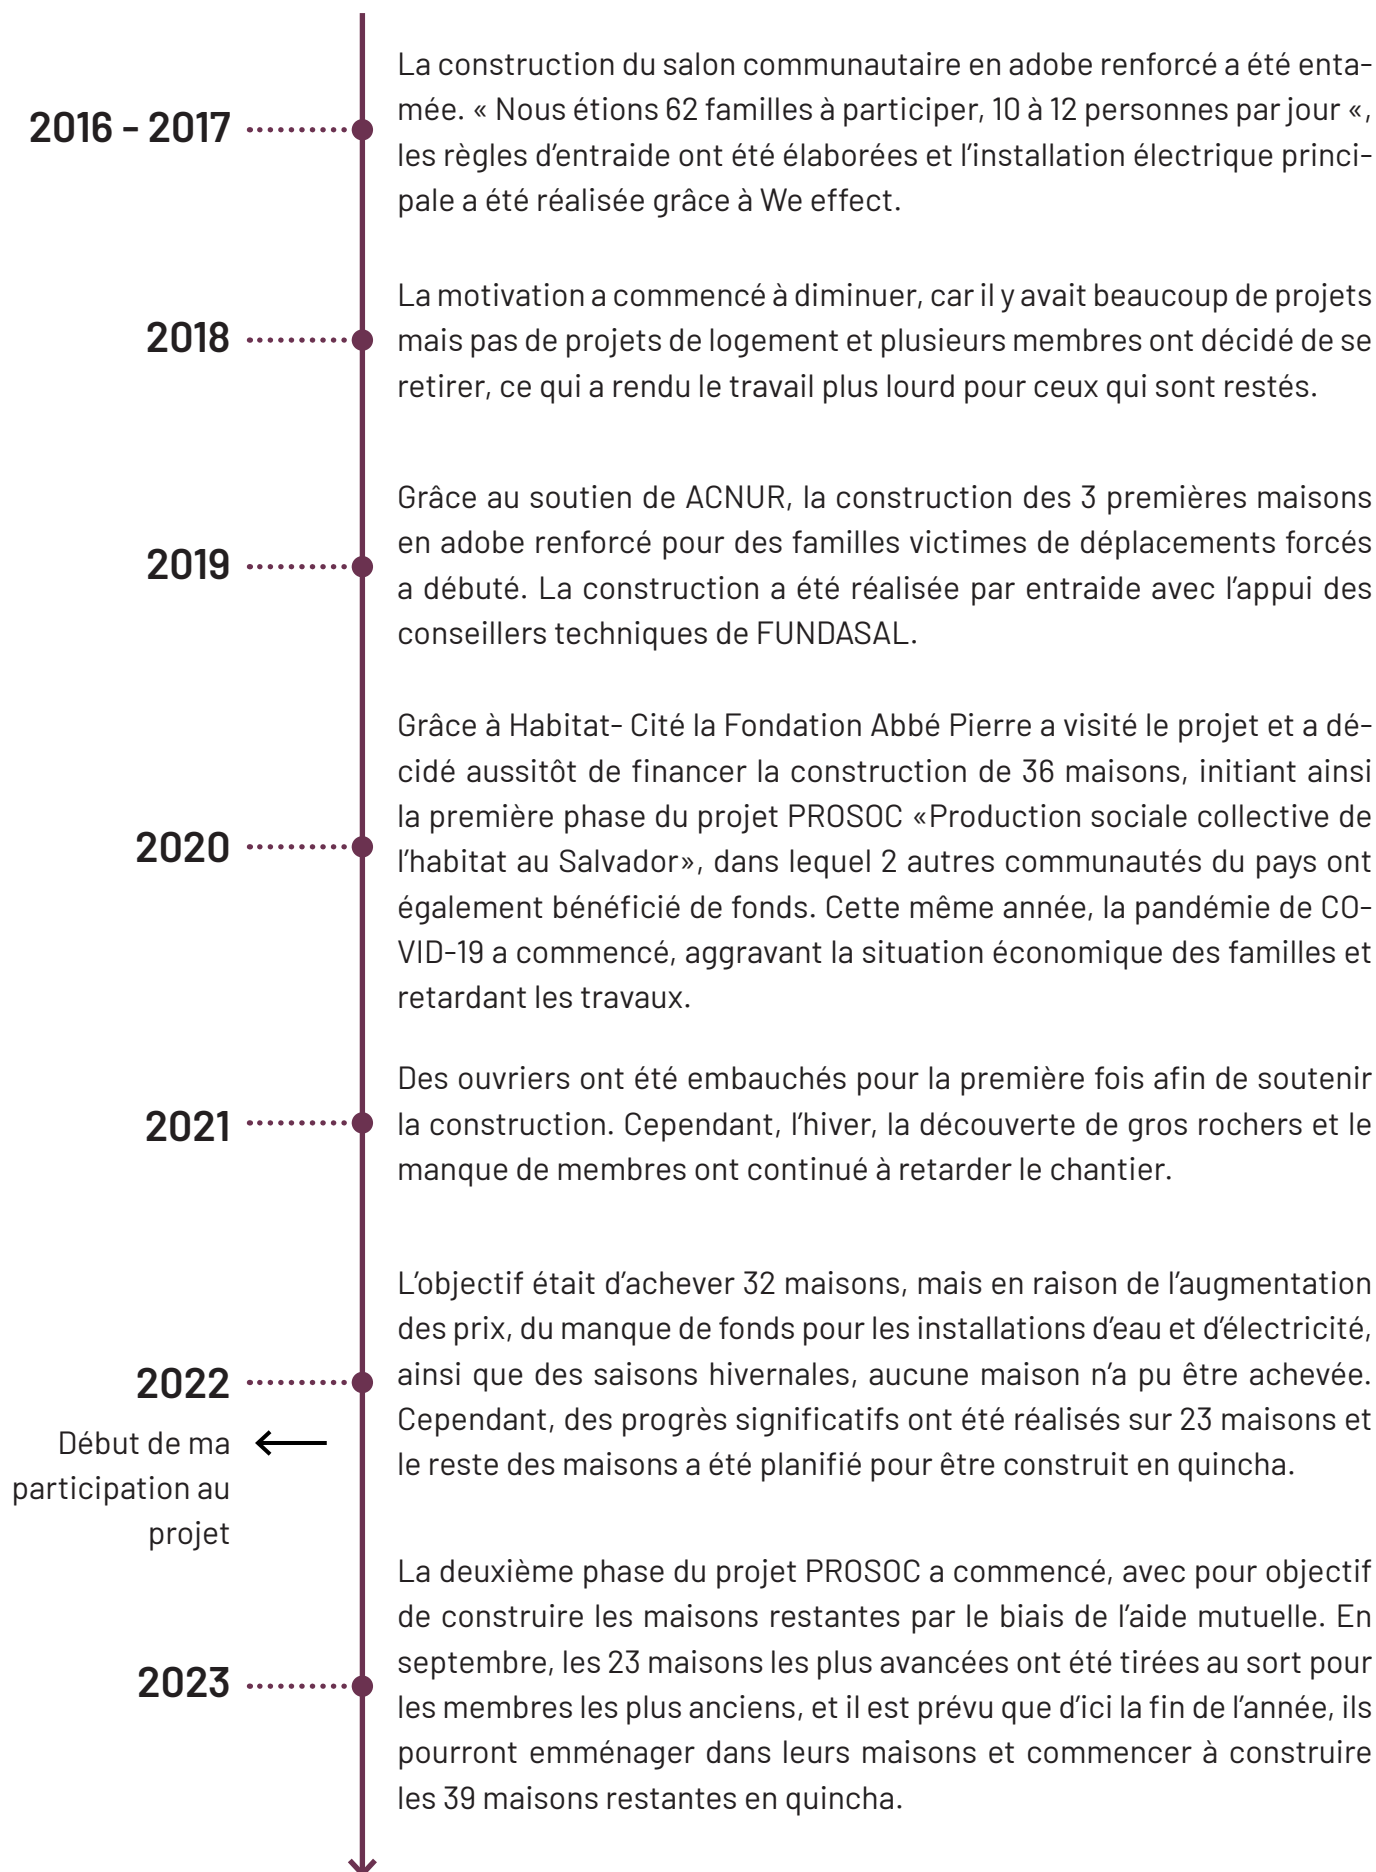 La construction du salon communautaire en adobe renforcé a été enta-
mée. « Nous étions 62 familles à participer, 10 à 12 personnes par jour «,
les règles d'entraide ont été élaborées et l'installation électrique princi-
pale a été réalisée grâce à We effect.
2016 - 2017
La motivation a commencé à diminuer, car il y avait beaucoup de projets
mais pas de projets de logement et plusieurs membres ont décidé de se
retirer, ce qui a rendu le travail plus lourd pour ceux qui sont restés.
2018
Grâce au soutien de ACNUR, la construction des 3 premières maisons
en adobe renforcé pour des familles victimes de déplacements forcés
a débuté. La construction a été réalisée par entraide avec l'appui des
conseillers techniques de FUNDASAL.
2019
Grâce à Habitat- Cité la Fondation Abbé Pierre a visité le projet et a dé-
cidé aussitôt de financer la construction de 36 maisons, initiant ainsi
la première phase du projet PROSOC «Production sociale collective de
l'habitat au Salvador», dans lequel 2 autres communautés du pays ont
également bénéficié de fonds. Cette même année, la pandémie de CO-
VID-19 a commencé, aggravant la situation économique des familles et
retardant les travaux.
2020
Des ouvriers ont été embauchés pour la première fois afin de soutenir
la construction. Cependant, l'hiver, la découverte de gros rochers et le
manque de membres ont continué à retarder le chantier.
2021
L'objectif était d'achever 32 maisons, mais en raison de l'augmentation
des prix, du manque de fonds pour les installations d'eau et d'électricité,
ainsi que des saisons hivernales, aucune maison n'a pu être achevée.
Cependant, des progrès significatifs ont été réalisés sur 23 maisons et
le reste des maisons a été planifié pour être construit en quincha.
2022
Début de ma
participation au
projet
La deuxième phase du projet PROSOC a commencé, avec pour objectif
de construire les maisons restantes par le biais de l'aide mutuelle. En
septembre, les 23 maisons les plus avancées ont été tirées au sort pour
les membres les plus anciens, et il est prévu que d'ici la fin de l'année, ils
pourront emménager dans leurs maisons et commencer à construire
les 39 maisons restantes en quincha.
2023